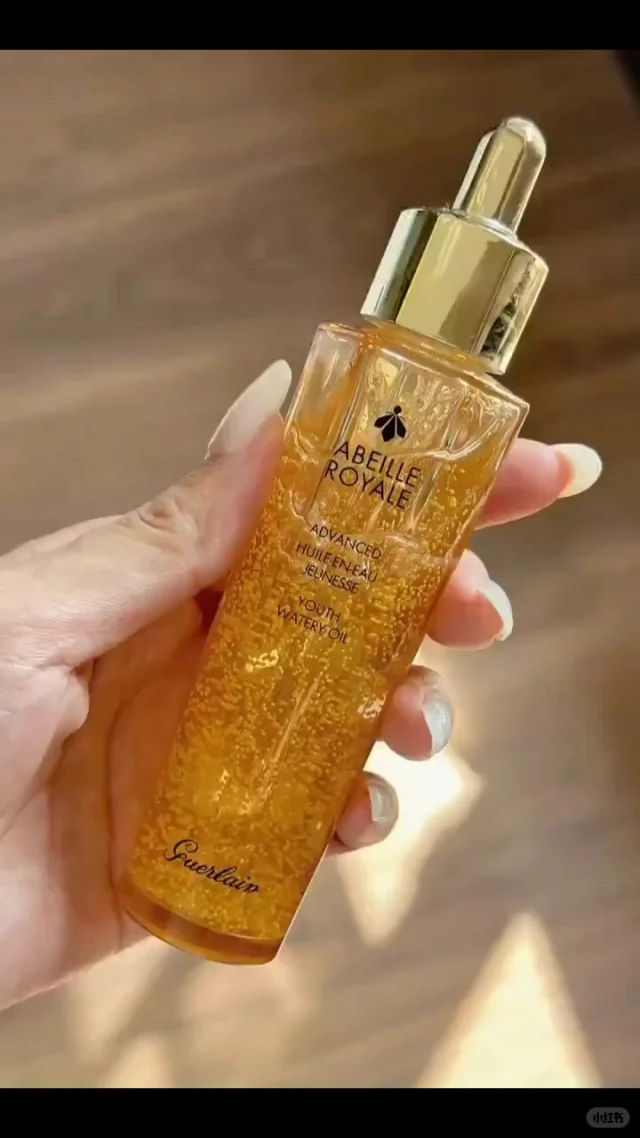 ABEILLE
ROYALE
ADVANCED
HUILE-EN-EAU
JEUNESSE
YOUTH
WATERY OIL
Guerlain
小红书